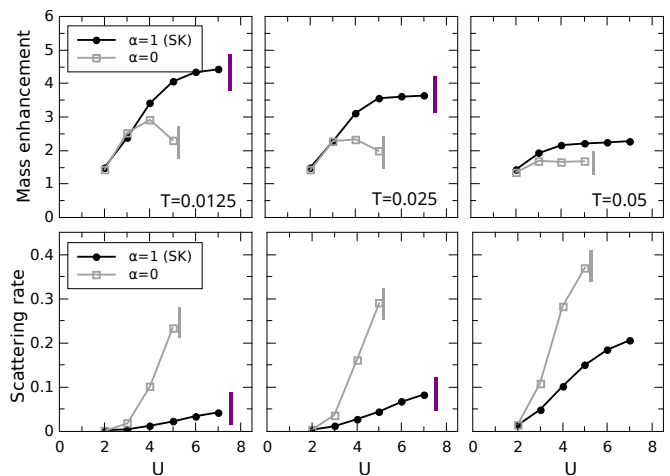 6
5
4
3
2
1
0
Mass enhancement
α=1 (SK)
α=0
T=0.0125
T=0.025
T=0.05
0.4
0.3
0.2
0.1
0
Scattering rate
α=1 (SK)
α=0
0 2 4 6 8
0 2 4 6 8
0 2 4 6 8
U
U
U